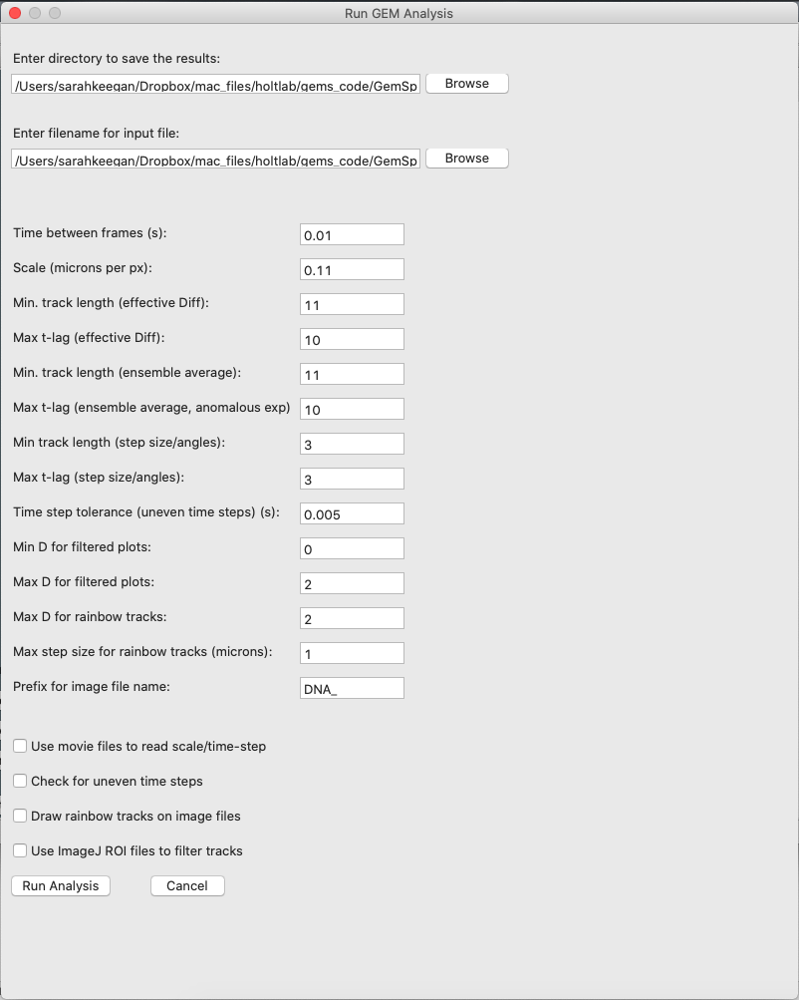 Run GEM Analysis
Enter directory to save the results:
/Users/sarahkeegan/Dropbox/mac_files/holtlab/gems_code/GemSp Browse
Enter filename for input file:
/Users/sarahkeegan/Dropbox/mac_files/holtlab/gems_code/GemSp Browse
Time between frames (s): 0.01
Scale (microns per px): 0.11
Min. track length (effective Diff): 11
Max t-lag (effective Diff): 10
Min. track length (ensemble average): 11
Max t-lag (ensemble average, anomalous exp) 10
Min track length (step size/angles): 3
Max t-lag (step size/angles): 3
Time step tolerance (uneven time steps) (s): 0.005
Min D for filtered plots: 0
Max D for filtered plots: 2
Max D for rainbow tracks: 2
Max step size for rainbow tracks (microns): 1
Prefix for image file name: DNA_
Use movie files to read scale/time-step
Check for uneven time steps
Draw rainbow tracks on image files
Use ImageJ ROI files to filter tracks
Run Analysis Cancel